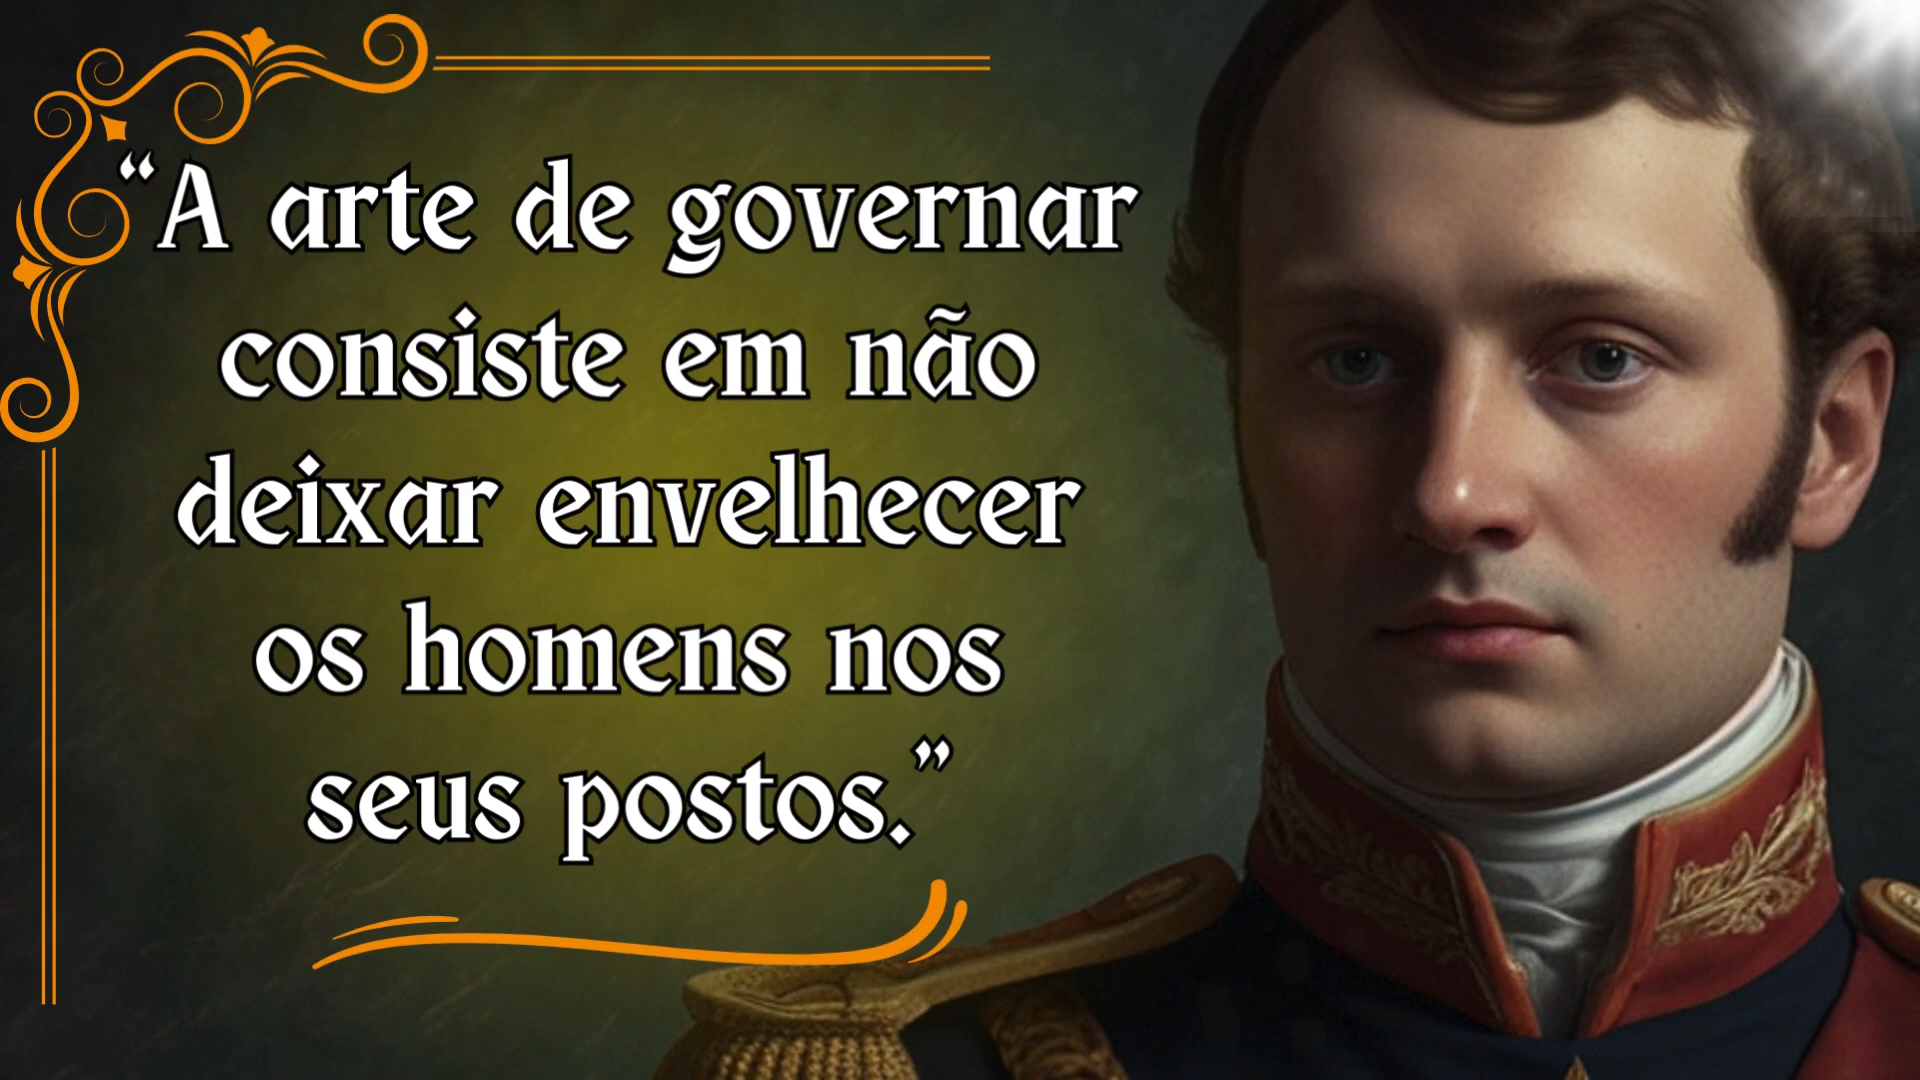 “A arte de governar
consiste em não
deixar envelhecer
os homens nos
seus postos.”